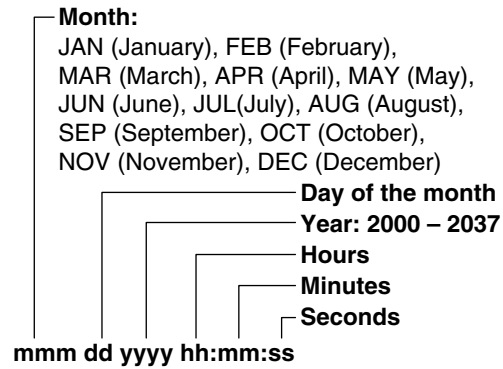 Month:
JAN (January), FEB (February),
MAR (March), APR (April), MAY (May),
JUN (June), JUL(July), AUG (August),
SEP (September), OCT (October),
NOV (November), DEC (December)
Day of the month
Year: 2000 – 2037
Hours
Minutes
Seconds
mmm dd yyyy hh:mm:ss